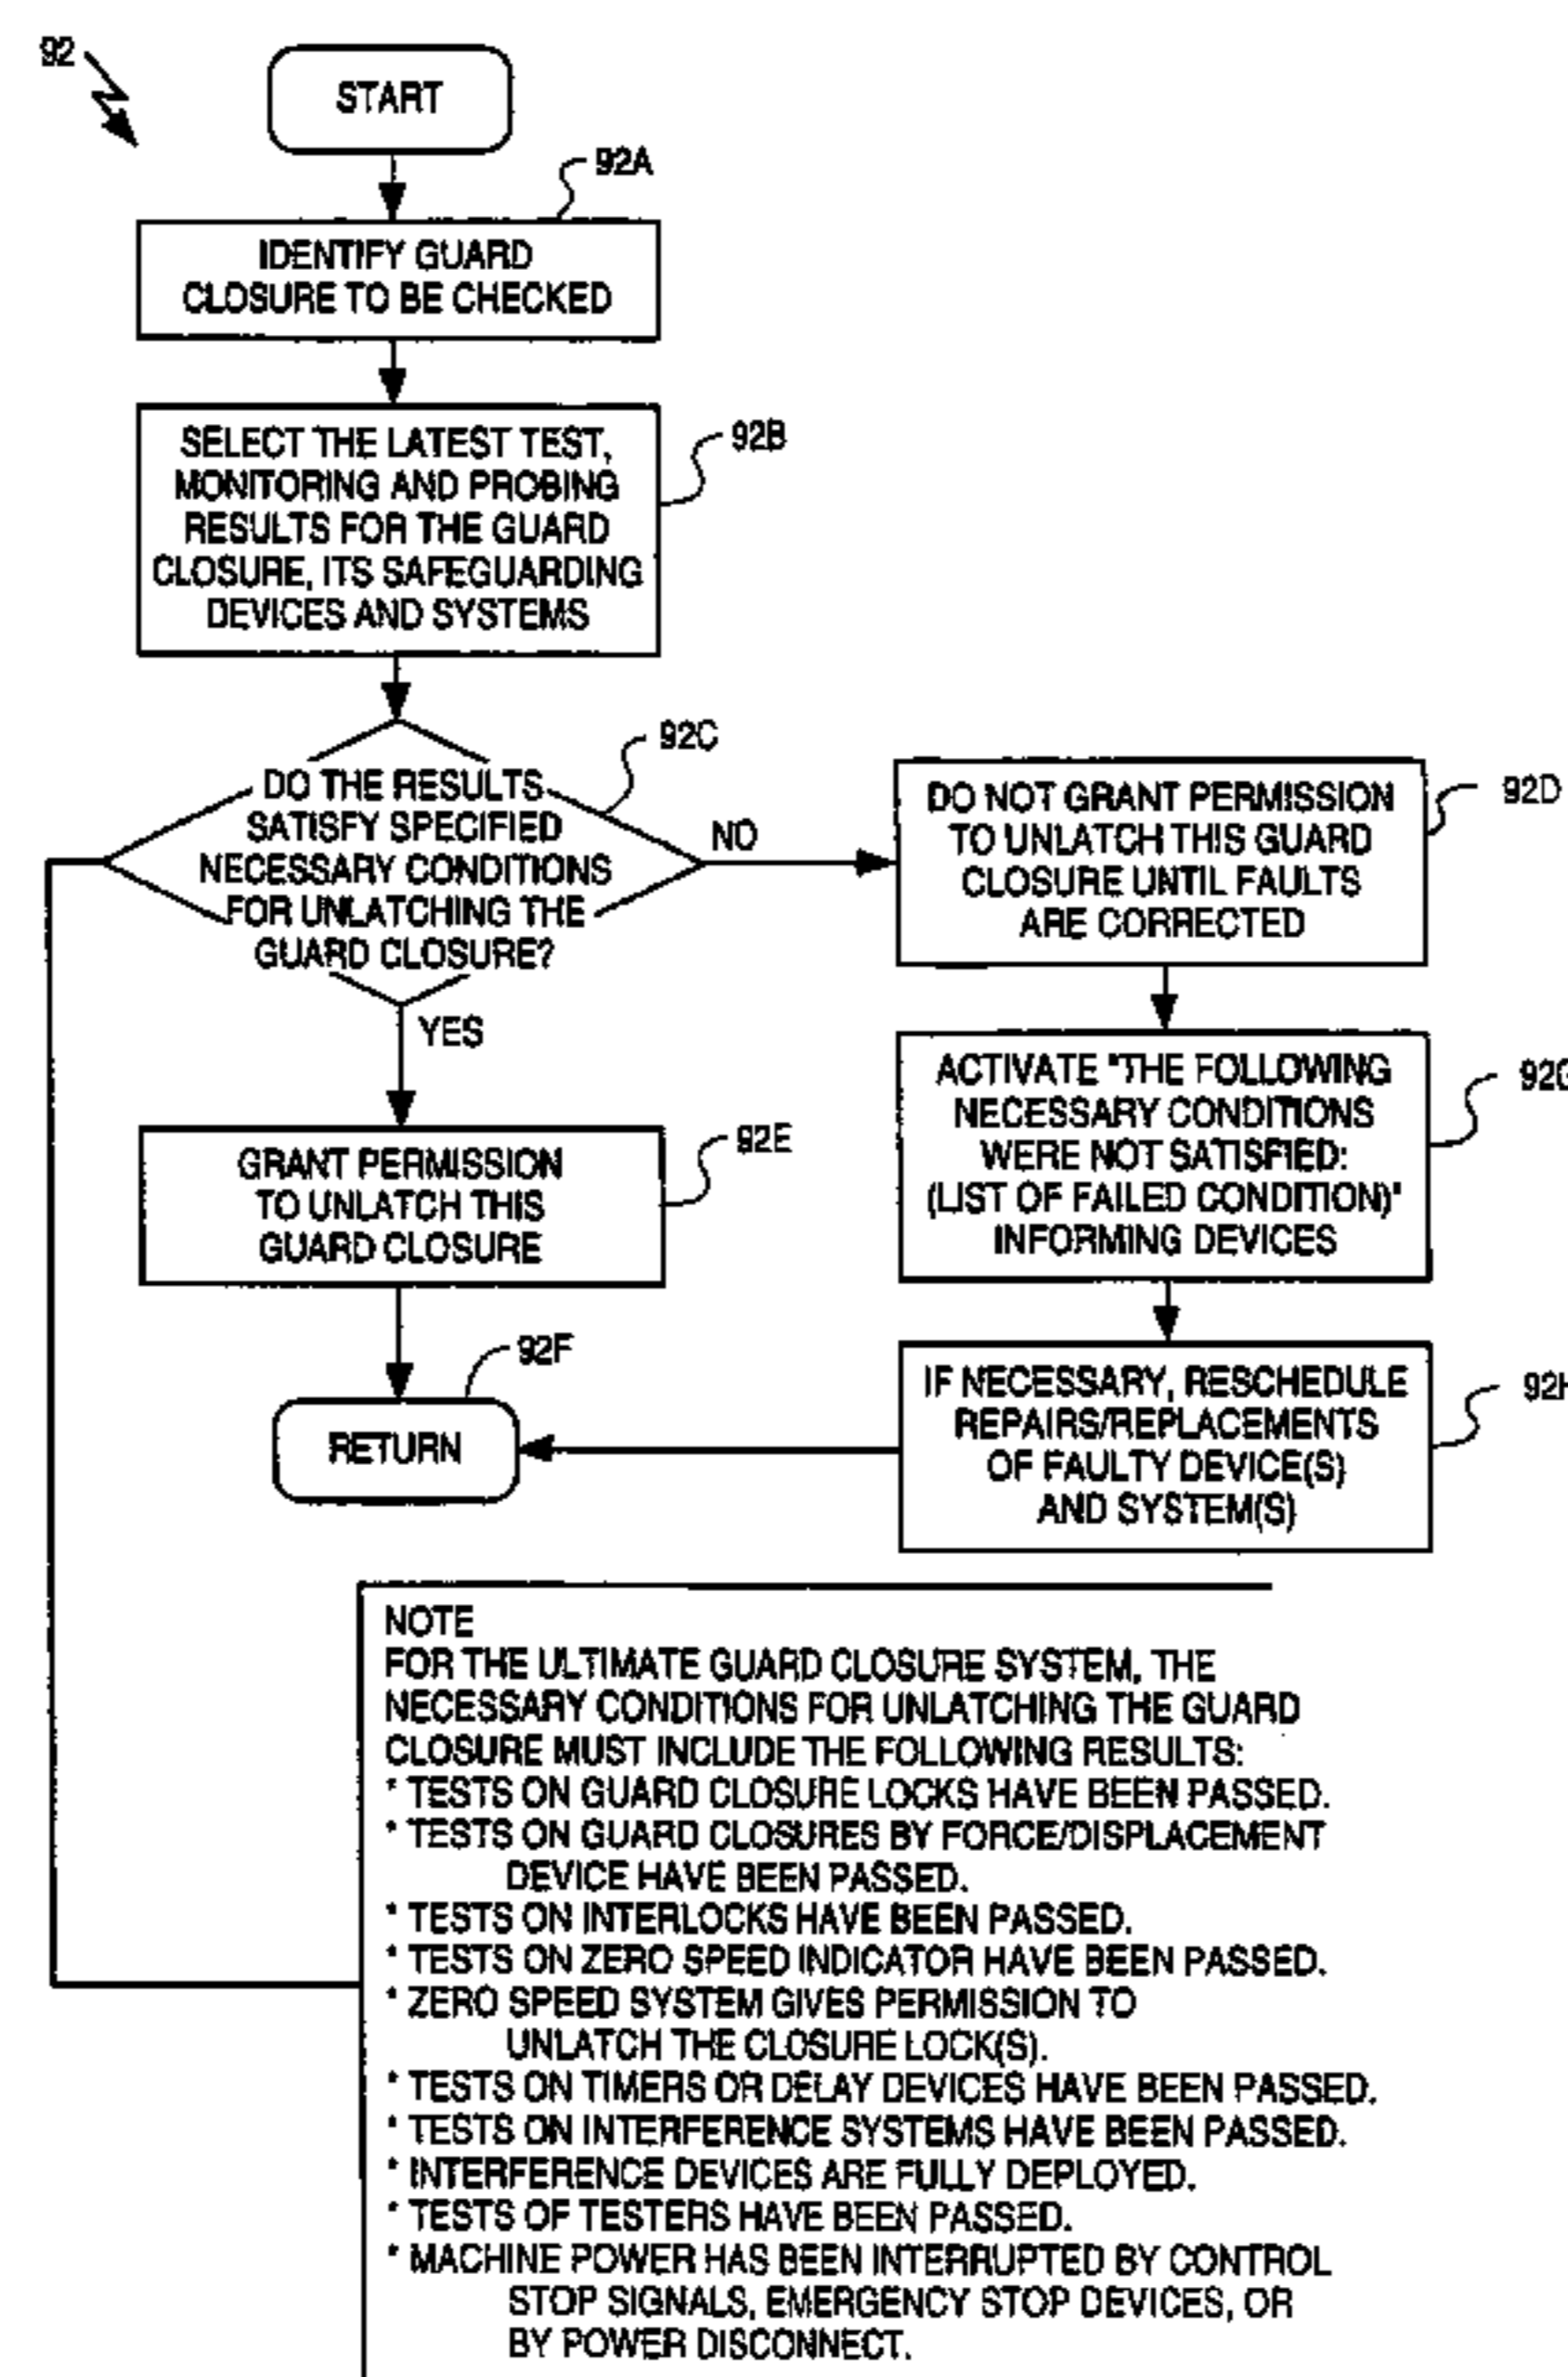 92
START
92A
IDENTIFY GUARD
CLOSURE TO BE CHECKED
92B
SELECT THE LATEST TEST,
MONITORING AND PROBING
RESULTS FOR THE GUARD
CLOSURE, ITS SAFEGUARDING
DEVICES AND SYSTEMS
92C
DO THE RESULTS
SATISFY SPECIFIED
NECESSARY CONDITIONS
FOR UNLATCHING THE
GUARD CLOSURE?
NO
92D
DO NOT GRANT PERMISSION
TO UNLATCH THIS GUARD
CLOSURE UNTIL FAULTS
ARE CORRECTED
YES
92G
ACTIVATE "THE FOLLOWING
NECESSARY CONDITIONS
WERE NOT SATISFIED:
(LIST OF FAILED CONDITION)"
INFORMING DEVICES
92E
GRANT PERMISSION
TO UNLATCH THIS
GUARD CLOSURE
92F
RETURN
92H
IF NECESSARY, RESCHEDULE
REPAIRS/REPLACEMENTS
OF FAULTY DEVICE(S)
AND SYSTEM(S)
NOTE
FOR THE ULTIMATE GUARD CLOSURE SYSTEM, THE
NECESSARY CONDITIONS FOR UNLATCHING THE GUARD
CLOSURE MUST INCLUDE THE FOLLOWING RESULTS:
* TESTS ON GUARD CLOSURE LOCKS HAVE BEEN PASSED.
* TESTS ON GUARD CLOSURES BY FORCE/DISPLACEMENT
DEVICE HAVE BEEN PASSED.
* TESTS ON INTERLOCKS HAVE BEEN PASSED.
* TESTS ON ZERO SPEED INDICATOR HAVE BEEN PASSED.
* ZERO SPEED SYSTEM GIVES PERMISSION TO
UNLATCH THE CLOSURE LOCK(S).
* TESTS ON TIMERS OR DELAY DEVICES HAVE BEEN PASSED.
* TESTS ON INTERFERENCE SYSTEMS HAVE BEEN PASSED.
* INTERFERENCE DEVICES ARE FULLY DEPLOYED.
* TESTS OF TESTERS HAVE BEEN PASSED.
* MACHINE POWER HAS BEEN INTERRUPTED BY CONTROL
STOP SIGNALS, EMERGENCY STOP DEVICES, OR
BY POWER DISCONNECT.